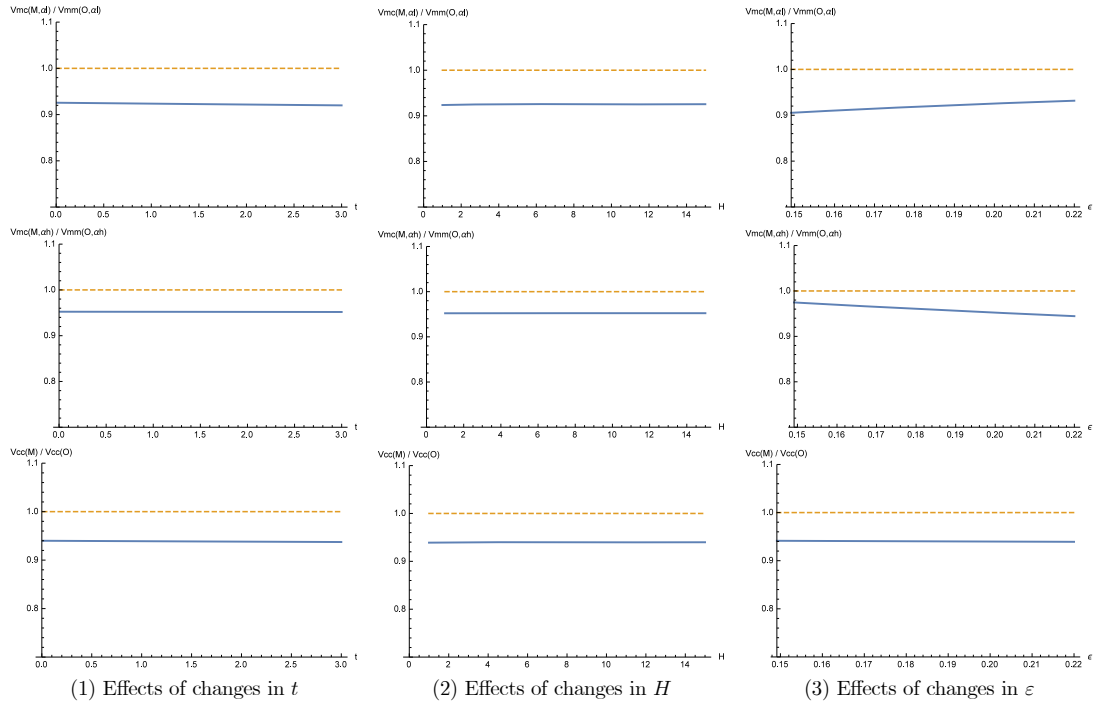 Vmc(M,αl) / Vmm(O,αl)
1.1
1.0
0.9
0.8
0.0 0.5 1.0 1.5 2.0 2.5 3.0 t
Vmc(M,αl) / Vmm(O,αl)
1.1
1.0
0.9
0.8
0 2 4 6 8 10 12 14 H
Vmc(M,αl) / Vmm(O,αl)
1.1
1.0
0.9
0.8
0.15 0.16 0.17 0.18 0.19 0.20 0.21 0.22 ϵ
Vmc(M,αh) / Vmm(O,αh)
1.1
1.0
0.9
0.8
0.0 0.5 1.0 1.5 2.0 2.5 3.0 t
Vmc(M,αh) / Vmm(O,αh)
1.1
1.0
0.9
0.8
0 2 4 6 8 10 12 14 H
Vmc(M,αh) / Vmm(O,αh)
1.1
1.0
0.9
0.8
0.15 0.16 0.17 0.18 0.19 0.20 0.21 0.22 ϵ
Vcc(M) / Vcc(O)
1.1
1.0
0.9
0.8
0.0 0.5 1.0 1.5 2.0 2.5 3.0 t
Vcc(M) / Vcc(O)
1.1
1.0
0.9
0.8
0 2 4 6 8 10 12 14 H
Vcc(M) / Vcc(O)
1.1
1.0
0.9
0.8
0.15 0.16 0.17 0.18 0.19 0.20 0.21 0.22 ϵ
(1) Effects of changes in t
(2) Effects of changes in H
(3) Effects of changes in ε